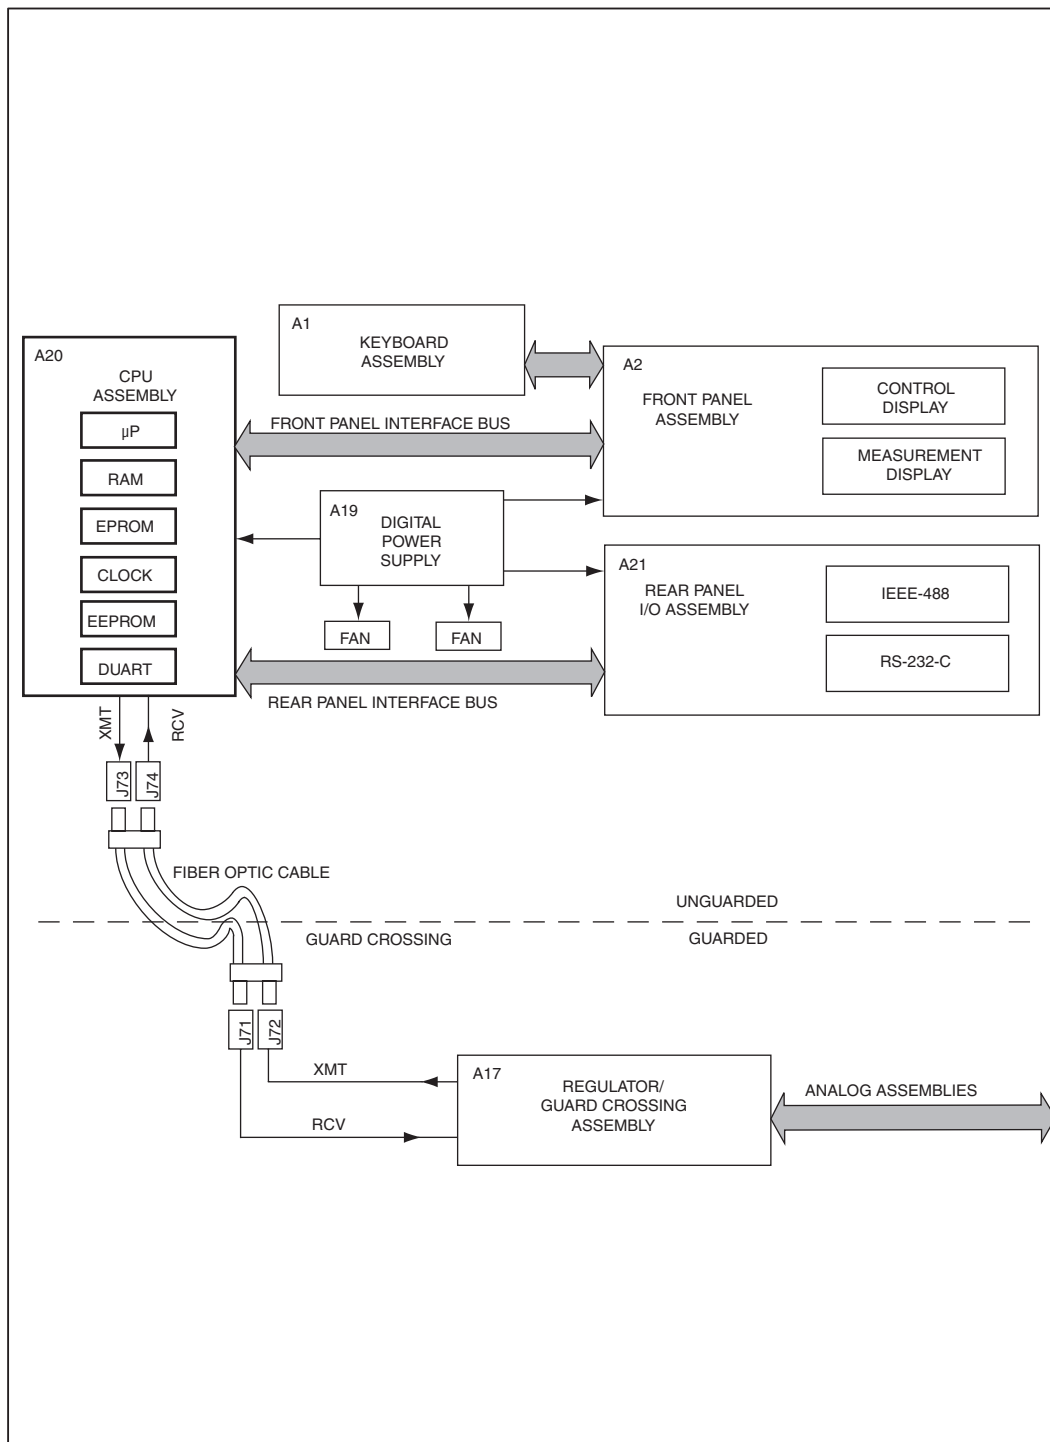 A1
KEYBOARD
ASSEMBLY
A20
CPU
ASSEMBLY
µP
RAM
EPROM
CLOCK
EEPROM
DUART
A2
FRONT PANEL
ASSEMBLY
CONTROL
DISPLAY
MEASUREMENT
DISPLAY
FRONT PANEL INTERFACE BUS
A19
DIGITAL
POWER
SUPPLY
FAN
FAN
A21
REAR PANEL
I/O ASSEMBLY
IEEE-488
RS-232-C
REAR PANEL INTERFACE BUS
XMT
RCV
J73
J74
FIBER OPTIC CABLE
UNGUARDED
GUARD CROSSING
GUARDED
J71
J72
XMT
RCV
A17
REGULATOR/
GUARD CROSSING
ASSEMBLY
ANALOG ASSEMBLIES